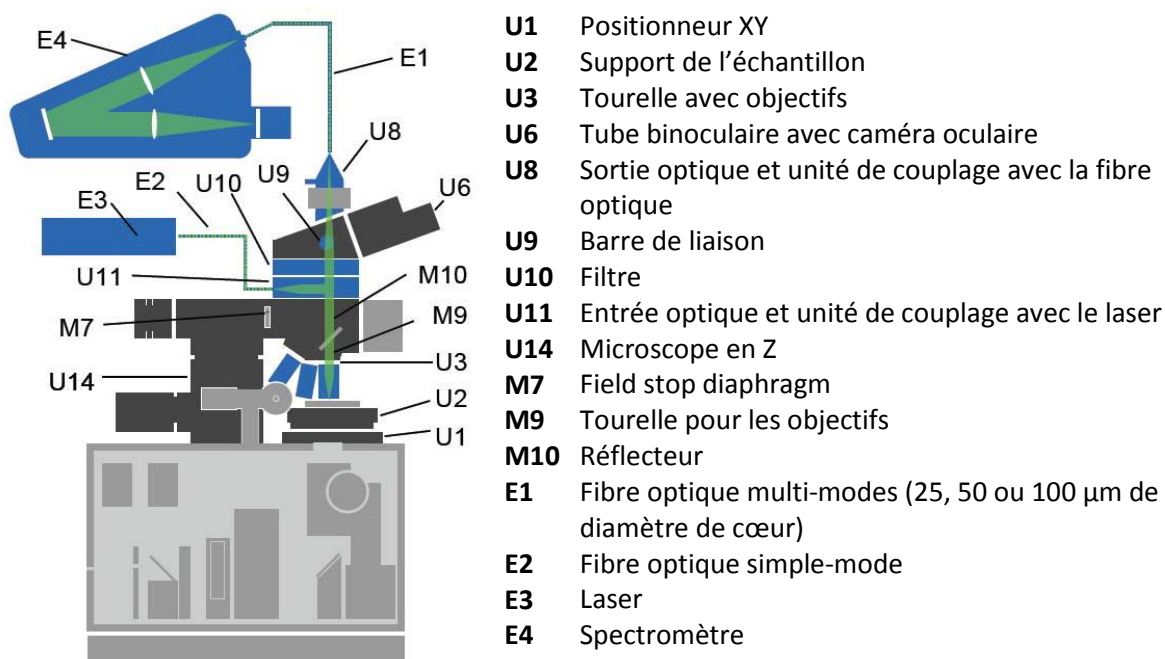 E4
E1
U8
E2
U10
U9
U6
E3
U11
M10
M7
M9
U14
U3
U2
U1
U1 Positionneur XY
U2 Support de l’échantillon
U3 Tourelle avec objectifs
U6 Tube binoculaire avec caméra oculaire
U8 Sortie optique et unité de couplage avec la fibre
optique
U9 Barre de liaison
U10 Filtre
U11 Entrée optique et unité de couplage avec le laser
U14 Microscope en Z
M7 Field stop diaphragm
M9 Tourelle pour les objectifs
M10 Réflecteur
E1 Fibre optique multi-modes (25, 50 ou 100 µm de
diamètre de cœur)
E2 Fibre optique simple-mode
E3 Laser
E4 Spectromètre